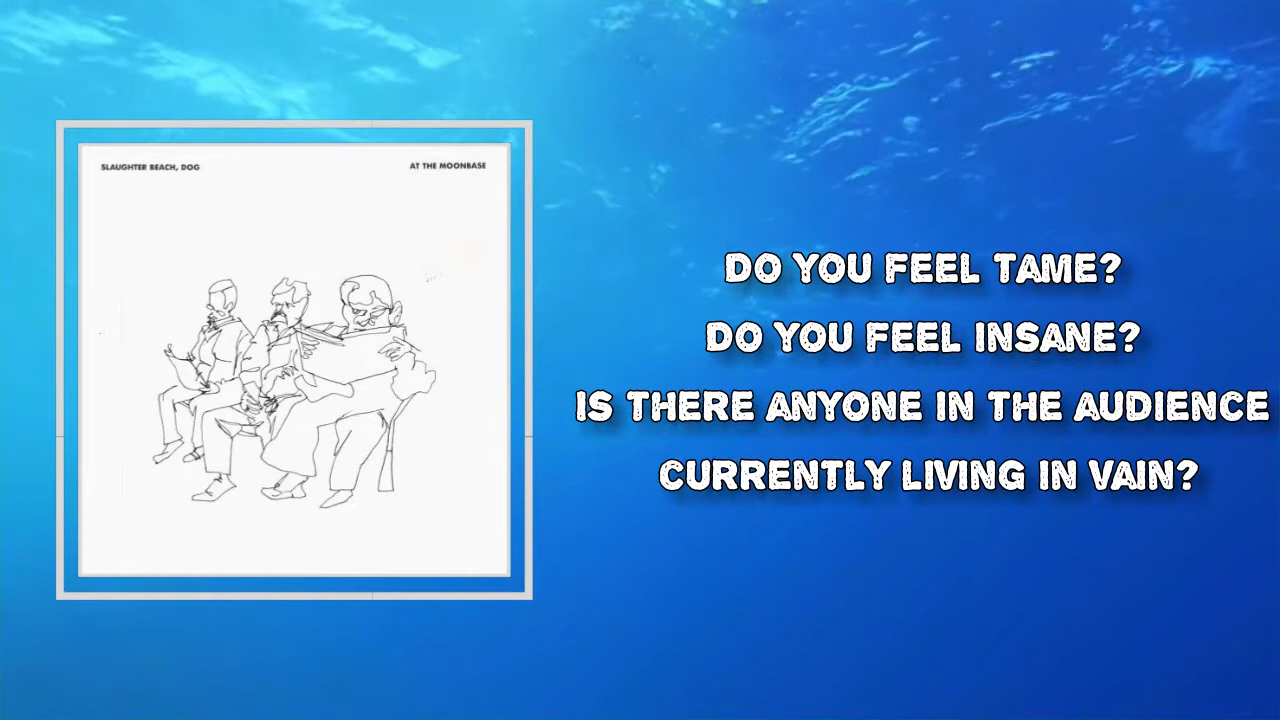 SLAUGHTER BEACH, DOG
AT THE MOONBASE
DO YOU FEEL TAME?
DO YOU FEEL INSANE?
IS THERE ANYONE IN THE AUDIENCE
CURRENTLY LIVING IN VAIN?